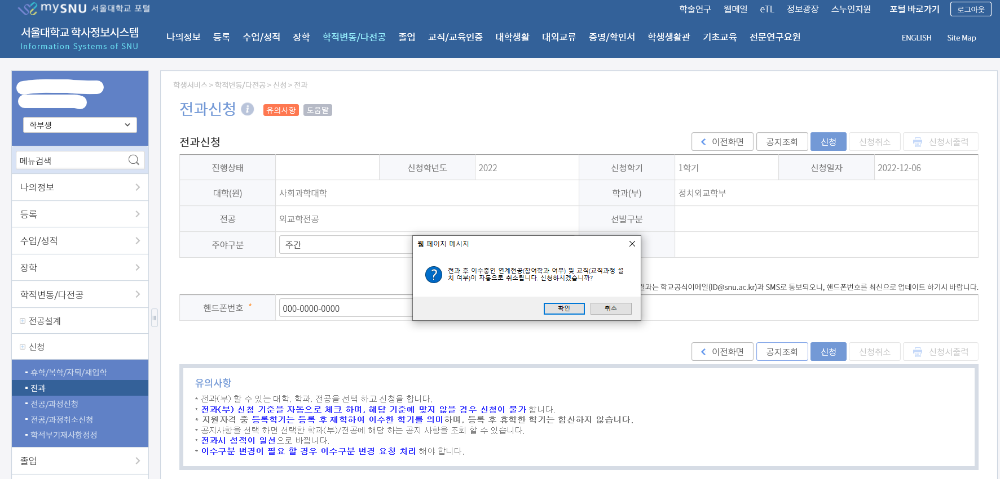 mySNU 서울대학교 포털
학술연구 웹메일 eTL 정보광장 스누인지원 포털 바로가기 로그아웃
서울대학교 학사정보시스템
Information Systems of SNU
나의정보 등록 수업/성적 장학 학적변동/다전공 졸업 교직/교육인증 대학생활 대외교류 증명/확인서 학생생활관 기초교육 전문연구요원
ENGLISH Site Map
학부생
메뉴검색
나의정보
등록
수업/성적
장학
학적변동/다전공
전공설계
신청
휴학/복학/자퇴/재입학
전과
전공/과정신청
전공/과정취소신청
학적부기재사항정정
졸업
학생서비스 > 학적변동/다전공 > 신청 > 전과
전과신청 유의사항 도움말
전과신청
이전화면 공지조회 신청 신청취소 신청서출력
진행상태 신청학년도 2022 신청학기 1학기 신청일자 2022-12-06
대학(원) 사회과학대학 학과(부) 정치외교학부
전공 외교학전공 선발구분
주야구분 주간
웹 페이지 메시지
전과 후 이수중인 연계전공(참여학과 여부) 및 교직(교직과정 설
치 여부)이 자동으로 취소됩니다. 신청하시겠습니까?
확인 취소
결과는 학교공식이메일(ID@snu.ac.kr)과 SMS로 통보되오니, 핸드폰번호를 최신으로 업데이트 하기시 바랍니다.
핸드폰번호 * 000-0000-0000
이전화면 공지조회 신청 신청취소 신청서출력
유의사항
* 전과(부) 할 수 있는 대학, 학과, 전공을 선택 하고 신청을 합니다.
* 전과(부) 신청 기준을 자동으로 체크 하며, 해당 기준에 맞지 않을 경우 신청이 불가 합니다.
* 지원자격 중 등록학기는 등록 후 재학하여 이수한 학기를 의미하며, 등록 후 휴학한 학기는 합산하지 않습니다.
* 공지사항을 선택 하면 선택한 학과(부)/전공에 해당 하는 공지 사항을 조회 할 수 있습니다.
* 전과시 성적이 일선으로 바뀝니다.
* 이수구분 변경이 필요 할 경우 이수구분 변경 요청 처리 해야 합니다.